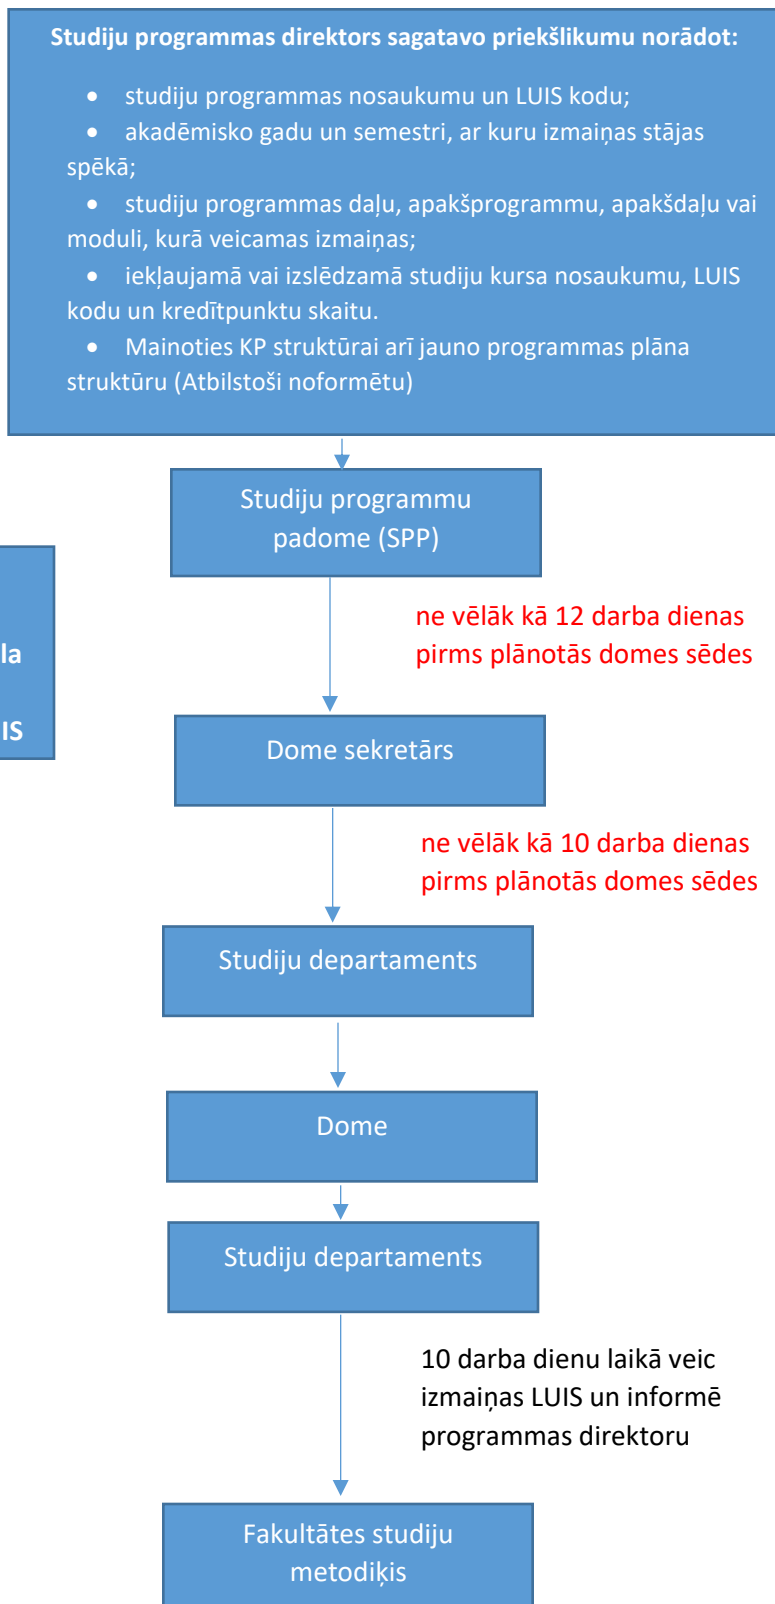 Studiju programmas direktors sagatavo priekšlikumu norādot:
• studiju programmas nosaukumu un LUIS kodu;
• akadēmisko gadu un semestri, ar kuru izmaiņas stājas
spēkā;
• studiju programmas daļu, apakšprogrammu, apakšdaļu vai
moduli, kurā veicamas izmaiņas;
• iekļaujamā vai izslēdzamā studiju kursa nosaukumu, LUIS
kodu un kredītpunktu skaitu.
• Mainoties KP struktūrai arī jauno programmas plāna
struktūru (Atbilstoši noformētu)
Studiju programmu
padome (SPP)
la
IS
ne vēlāk kā 12 darba dienas
pirms plānotās domes sēdes
Dome sekretārs
ne vēlāk kā 10 darba dienas
pirms plānotās domes sēdes
Studiju departaments
Dome
Studiju departaments
10 darba dienu laikā veic
izmaiņas LUIS un informē
programmas direktoru
Fakultātes studiju
metodiķis